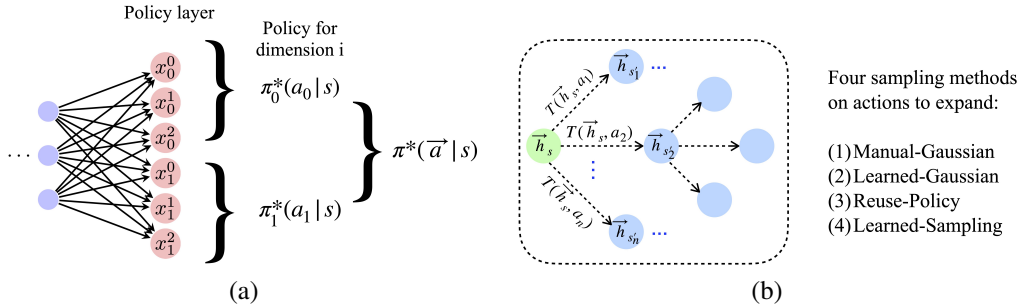 Policy layer
Policy for
dimension i
x_0^0
x_0^1
x_0^2
x_1^0
x_1^1
x_1^2
...
π_0^*(a_0|s)
π_1^*(a_1|s)
π*(a⃗|s)
(a)
h⃗_s
T(h⃗_s, a_1)
T(h⃗_s, a_2)
T(h⃗_s, a_n)
h⃗_{s'_1} ...
h⃗_{s'_2}
⋮
h⃗_{s'_n} ...
(b)
Four sampling methods
on actions to expand:
(1) Manual-Gaussian
(2) Learned-Gaussian
(3) Reuse-Policy
(4) Learned-Sampling